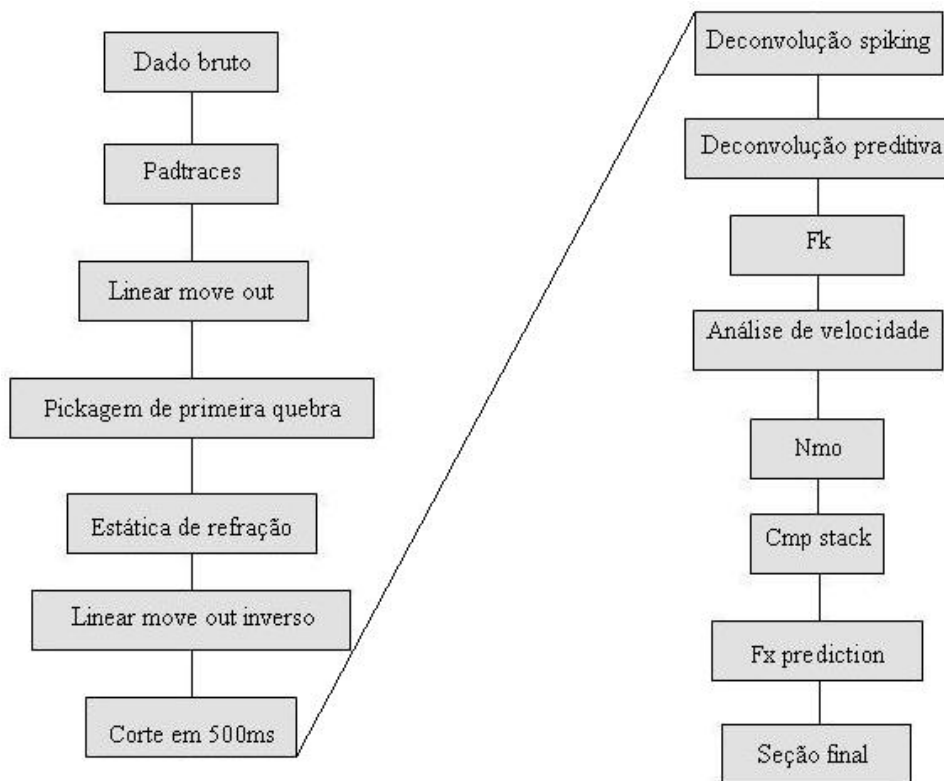 Dado bruto
Padtraces
Linear move out
Pickagem de primeira quebra
Estática de refração
Linear move out inverso
Corte em 500ms
Deconvolução spiking
Deconvolução preditiva
Fk
Análise de velocidade
Nmo
Cmp stack
Fx prediction
Seção final